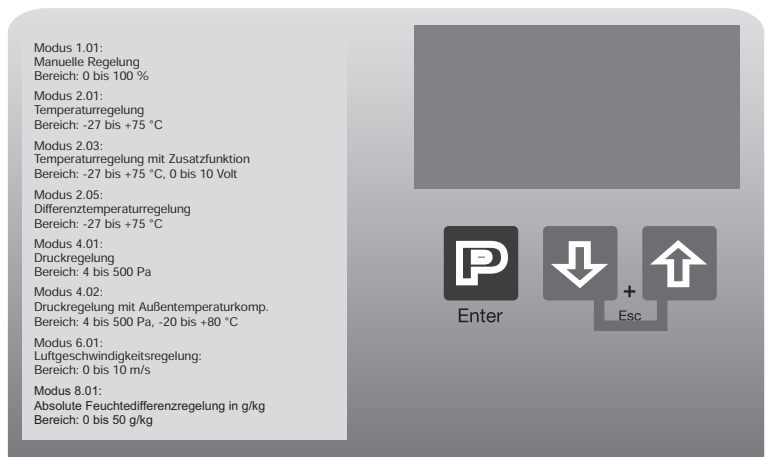 Modus 1.01:
Manuelle Regelung
Bereich: 0 bis 100 %
Modus 2.01:
Temperaturregelung
Bereich: -27 bis +75 °C
Modus 2.03:
Temperaturregelung mit Zusatzfunktion
Bereich: -27 bis +75 °C, 0 bis 10 Volt
Modus 2.05:
Differenztemperaturregelung
Bereich: -27 bis +75 °C
Modus 4.01:
Druckregelung
Bereich: 4 bis 500 Pa
Modus 4.02:
Druckregelung mit Außentemperaturkomp.
Bereich: 4 bis 500 Pa, -20 bis +80 °C
Modus 6.01:
Luftgeschwindigkeitsregelung:
Bereich: 0 bis 10 m/s
Modus 8.01:
Absolute Feuchtedifferenzregelung in g/kg
Bereich: 0 bis 50 g/kg
P
+
Enter
Esc